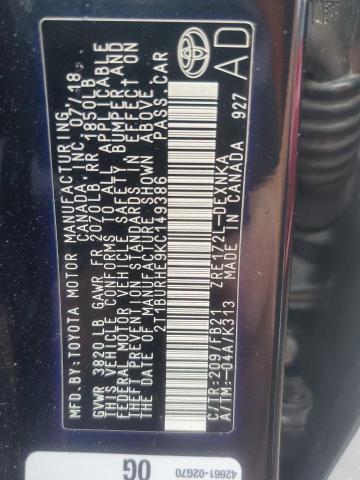 MFD. BY: TOYOTA MOTOR MANUFACTURING
CANADA, INC. 07/18
GVWR 3820LB GAWR FR 2070LB RR 1850LB
THIS VEHICLE CONFORMS TO ALL APPLICABLE
FEDERAL MOTOR VEHICLE SAFETY BUMPER AND
THEFT PREVENTION STANDARDS IN EFFECT ON
THE DATE OF MANUFACTURE SHOWN ABOVE.
2T1BURHE9KC149386 PASS. CAR
C/TR: 209/FB21 ZRE172L-DEXNKA
A/TM: -04A/K313 MADE IN CANADA 927
AD
42661-02G70
0G